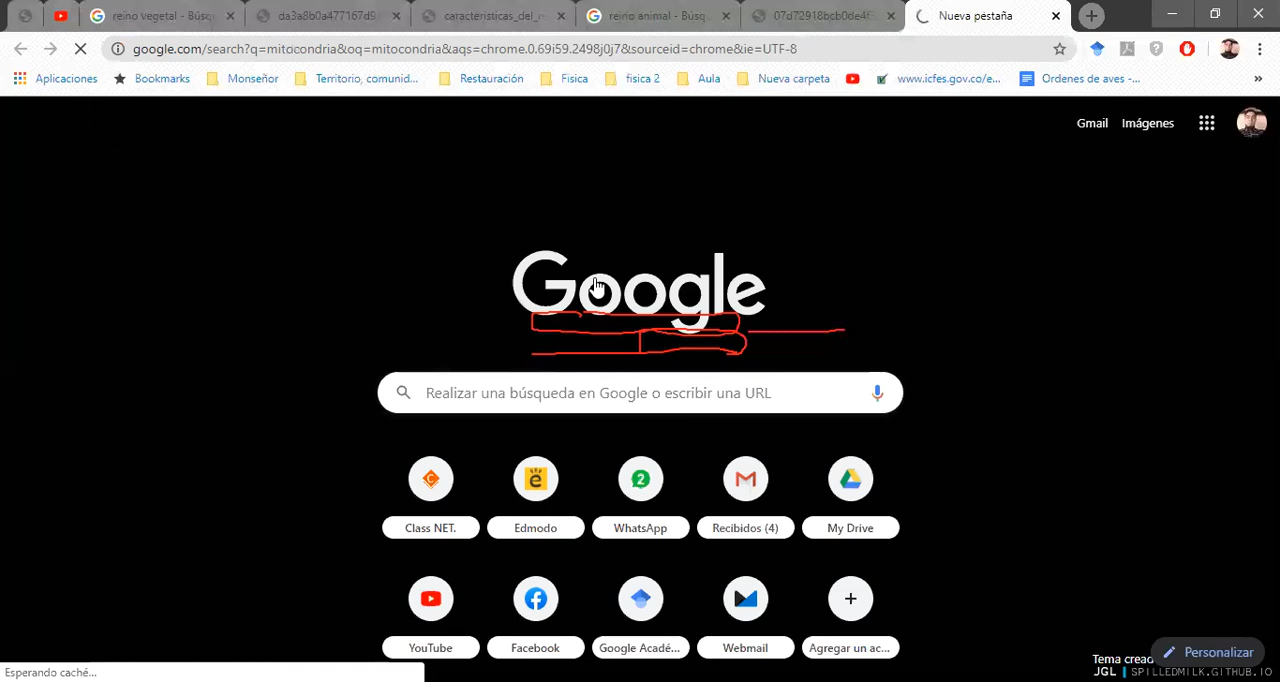 reino vegetal - Búsq
da3a8b0a477167d9
caracteristicas_del_r
reino animal - Búsq
07d72918bcb0de4f5
Nueva pestaña
google.com/search?q=mitocondria&oq=mitocondria&aqs=chrome.0.69i59.2498j0j7&sourceid=chrome&ie=UTF-8
Aplicaciones
Bookmarks
Monseñor
Territorio, comunid...
Restauración
Fisica
fisica 2
Aula
Nueva carpeta
www.icfes.gov.co/e...
Ordenes de aves -...
»
Gmail
Imágenes
Google
Realizar una búsqueda en Google o escribir una URL
Class NET.
Edmodo
WhatsApp
Recibidos (4)
My Drive
YouTube
Facebook
Google Acadé...
Webmail
Agregar un ac...
Personalizar
Esperando caché...
Tema cread
JGL | SPILLEDMILK.GITHUB.IO